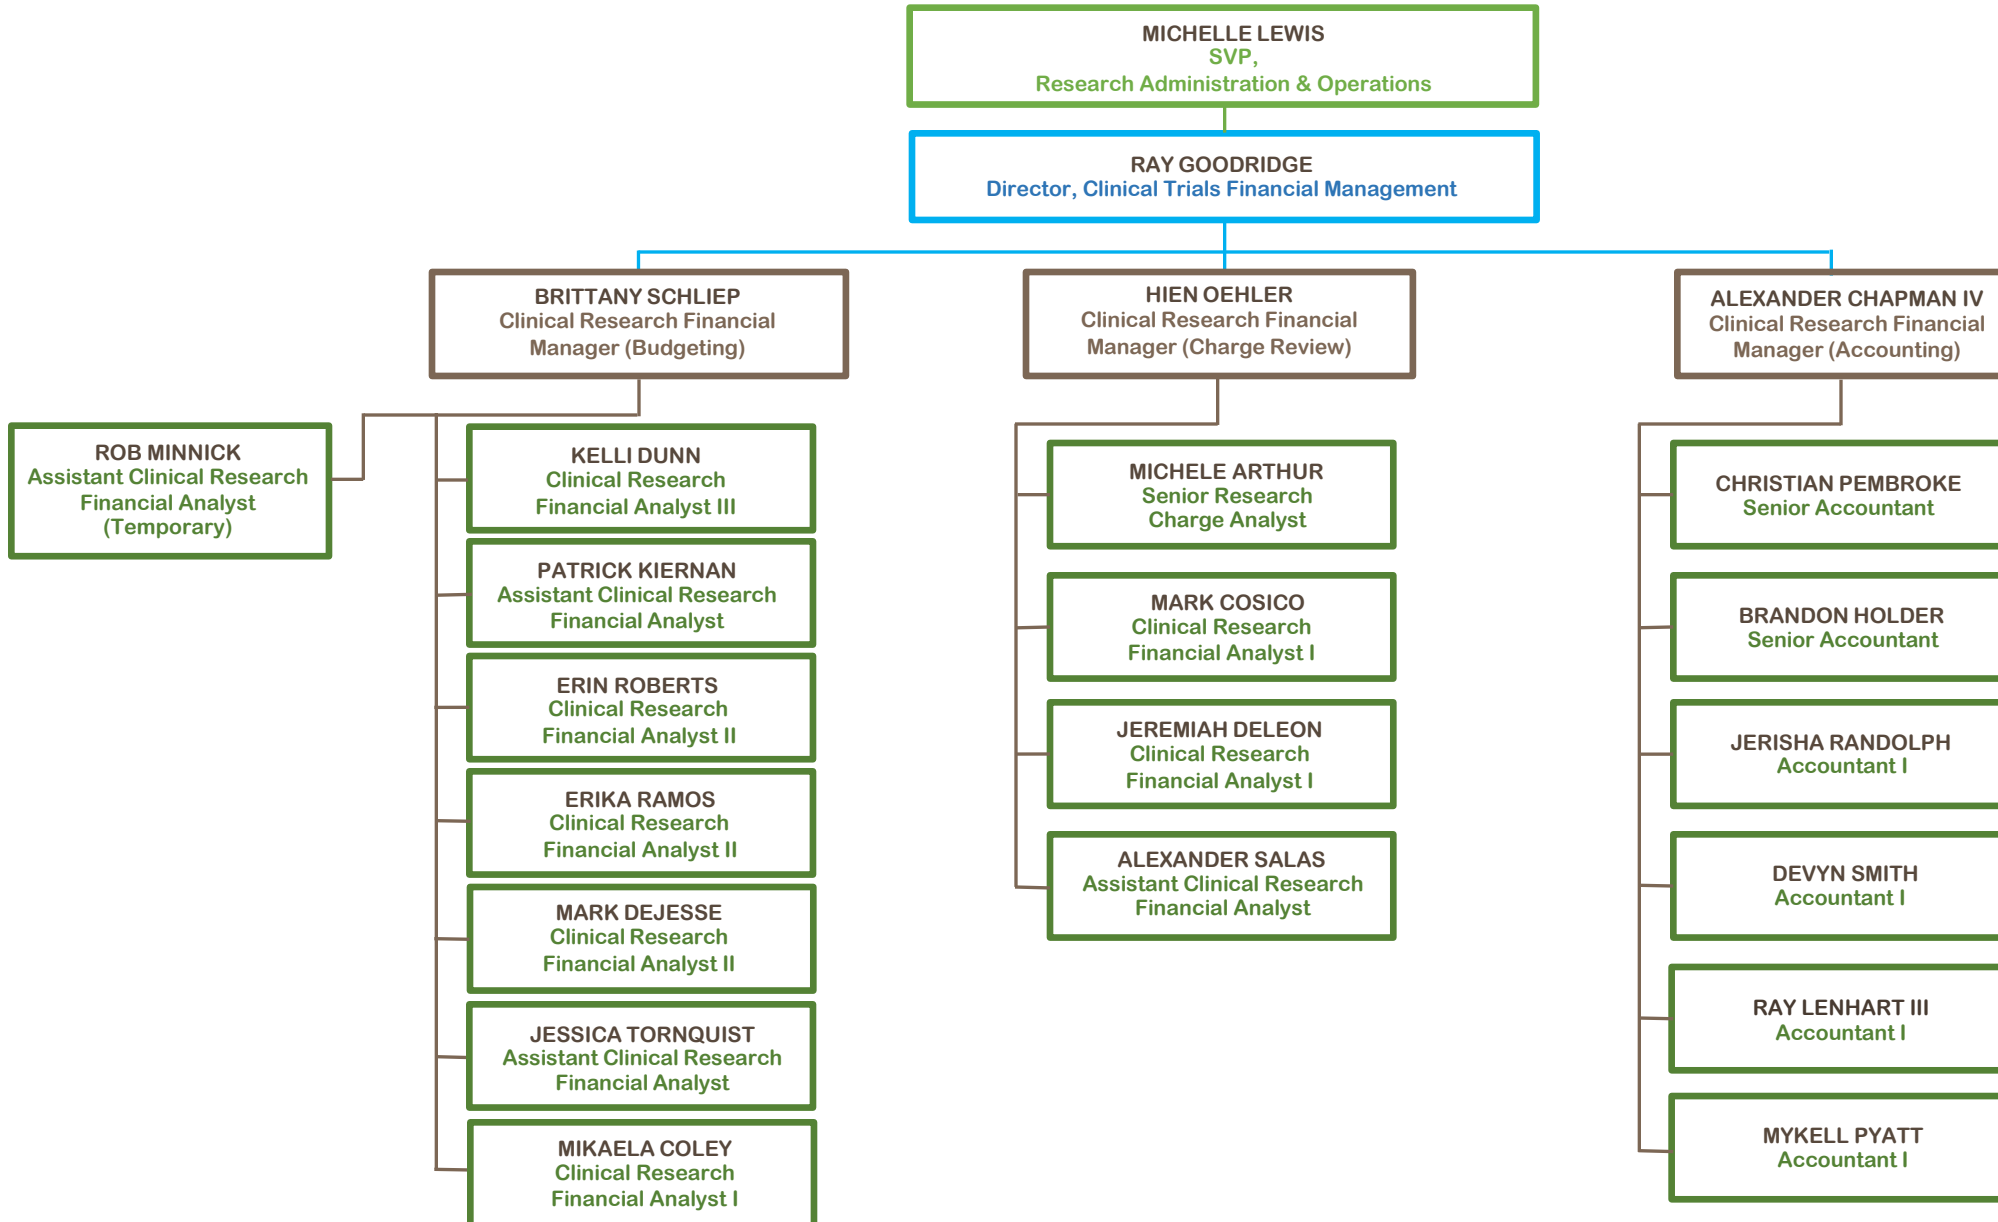 MICHELLE LEWIS
SVP,
Research Administration & Operations
RAY GOODRIDGE
Director, Clinical Trials Financial Management
BRITTANY SCHLIEP
Clinical Research Financial
Manager (Budgeting)
HIEN OEHLER
Clinical Research Financial
Manager (Charge Review)
ALEXANDER CHAPMAN IV
Clinical Research Financial
Manager (Accounting)
ROB MINNICK
Assistant Clinical Research
Financial Analyst
(Temporary)
KELLI DUNN
Clinical Research
Financial Analyst III
PATRICK KIERNAN
Assistant Clinical Research
Financial Analyst
ERIN ROBERTS
Clinical Research
Financial Analyst II
ERIKA RAMOS
Clinical Research
Financial Analyst II
MARK DEJESSE
Clinical Research
Financial Analyst II
JESSICA TORNQUIST
Assistant Clinical Research
Financial Analyst
MIKAELA COLEY
Clinical Research
Financial Analyst I
MICHELE ARTHUR
Senior Research
Charge Analyst
MARK COSICO
Clinical Research
Financial Analyst I
JEREMIAH DELEON
Clinical Research
Financial Analyst I
ALEXANDER SALAS
Assistant Clinical Research
Financial Analyst
CHRISTIAN PEMBROKE
Senior Accountant
BRANDON HOLDER
Senior Accountant
JERISHA RANDOLPH
Accountant I
DEVYN SMITH
Accountant I
RAY LENHART III
Accountant I
MYKELL PYATT
Accountant I